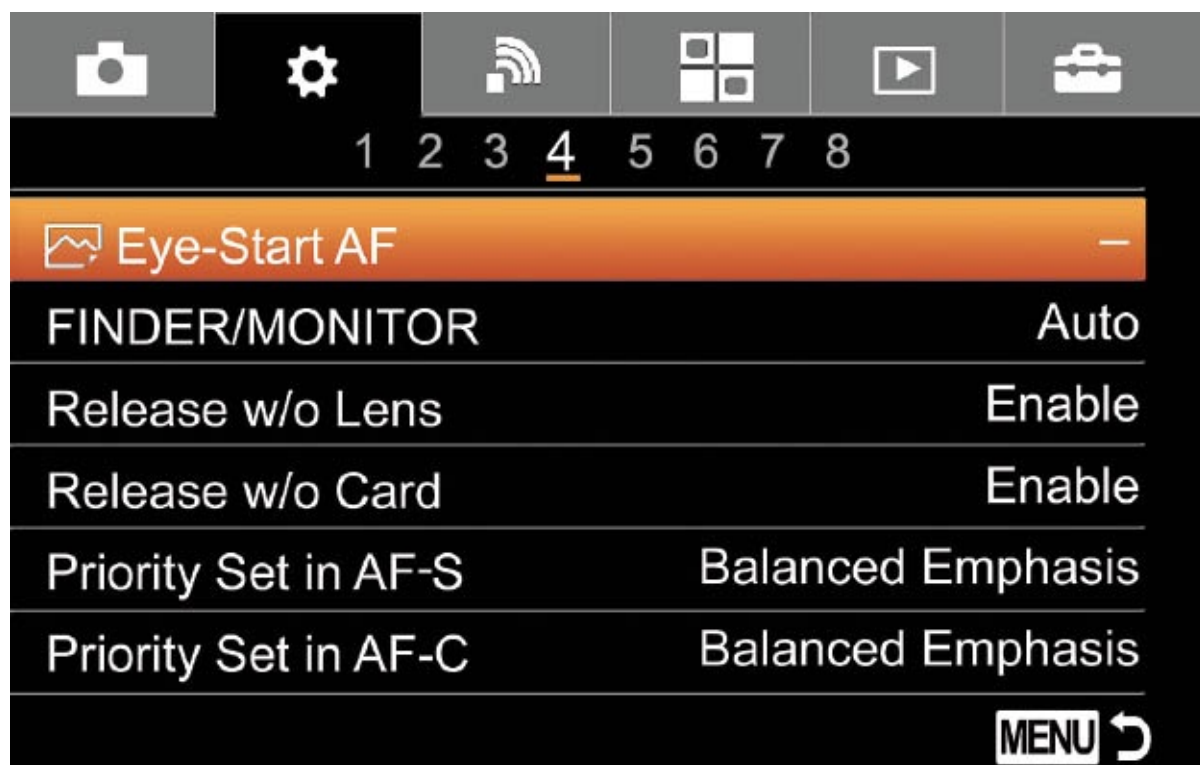 1 2 3 4 5 6 7 8
Eye-Start AF –
FINDER/MONITOR Auto
Release w/o Lens Enable
Release w/o Card Enable
Priority Set in AF-S Balanced Emphasis
Priority Set in AF-C Balanced Emphasis
MENU